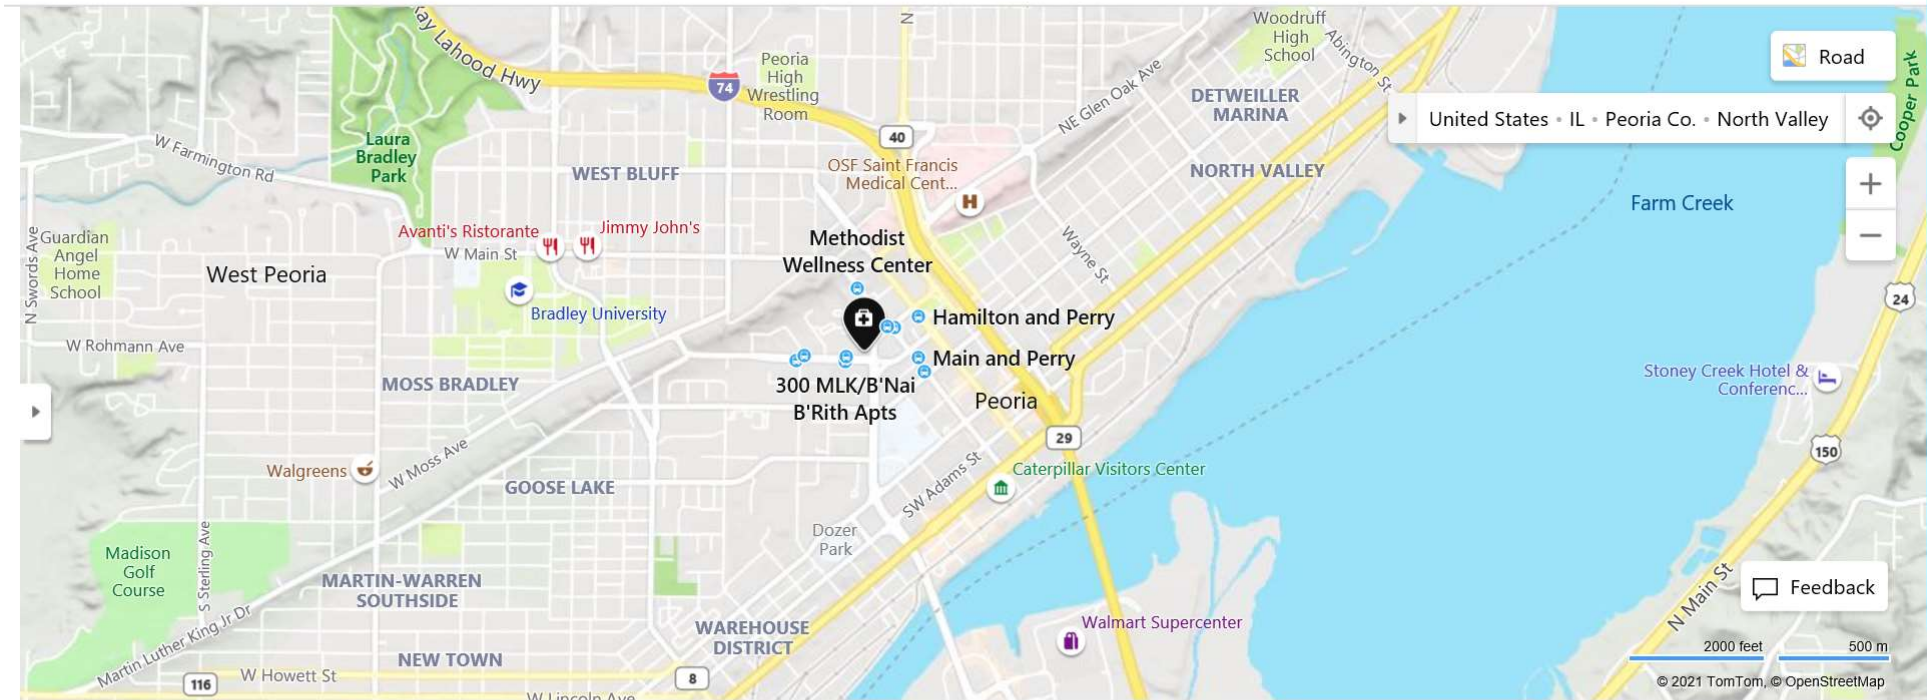 Ray Lahood Hwy
N
Woodruff
High
School
Abington St
Road
Cooper Park
Peoria
High
Wrestling
Room
74
NE Glen Oak Ave
DETWEILLER
MARINA
United States • IL • Peoria Co. • North Valley
40
Laura
Bradley
Park
W Farmington Rd
WEST BLUFF
OSF Saint Francis
Medical Cent...
H
NORTH VALLEY
Farm Creek
N Swords Ave
Guardian
Angel
Home
School
West Peoria
Avanti's Ristorante
Jimmy John's
W Main St
Methodist
Wellness Center
Wayne St
24
Bradley University
Hamilton and Perry
W Rohmann Ave
Main and Perry
MOSS BRADLEY
300 MLK/B'Nai
B'Rith Apts
Peoria
Stoney Creek Hotel &
Conferenc...
29
150
Walgreens
W Moss Ave
Caterpillar Visitors Center
GOOSE LAKE
SW Adams St
Dozer
Park
Madison
Golf
Course
S Sterling Ave
MARTIN-WARREN
SOUTHSIDE
Feedback
N Main St
Martin Luther King Jr Dr
WAREHOUSE
DISTRICT
Walmart Supercenter
NEW TOWN
W Howett St
116
8
W Lincoln Ave
2000 feet
500 m
© 2021 TomTom, © OpenStreetMap